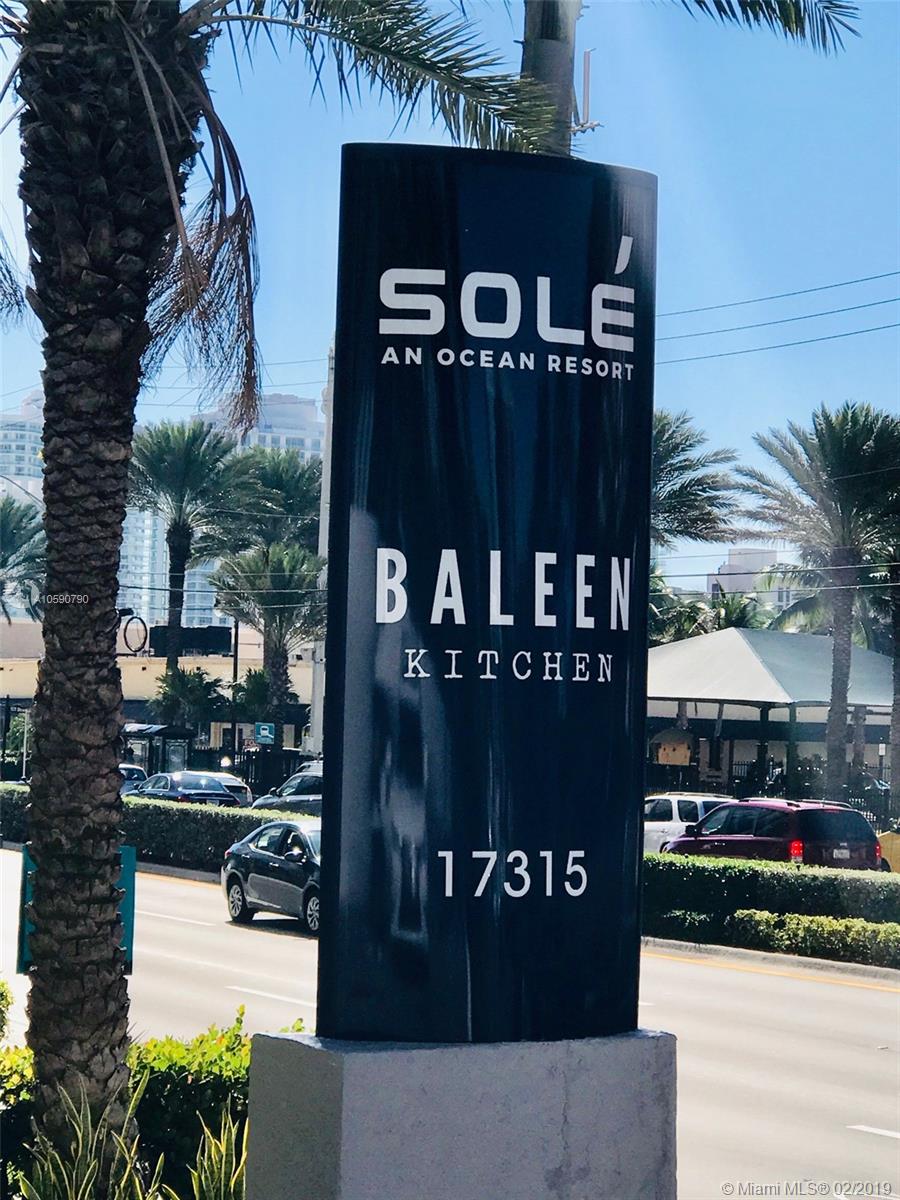 SOLÉ
AN OCEAN RESORT
BALEEN
KITCHEN
17315
A10590790
© Miami MLS® 02/2019